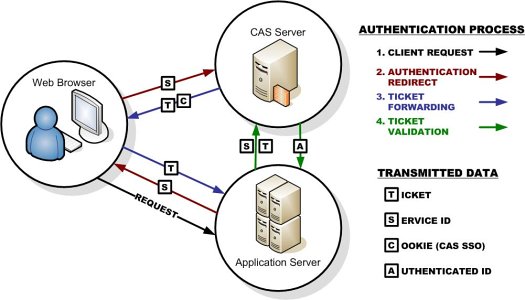 CAS Server
Web Browser
S
T C
T
S
REQUEST
S T
A
Application Server
AUTHENTICATION PROCESS
1. CLIENT REQUEST
2. AUTHENTICATION
REDIRECT
3. TICKET
FORWARDING
4. TICKET
VALIDATION
TRANSMITTED DATA
T ICKET
S ERVICE ID
C OOKIE (CAS SSO)
A UTHENTICATED ID